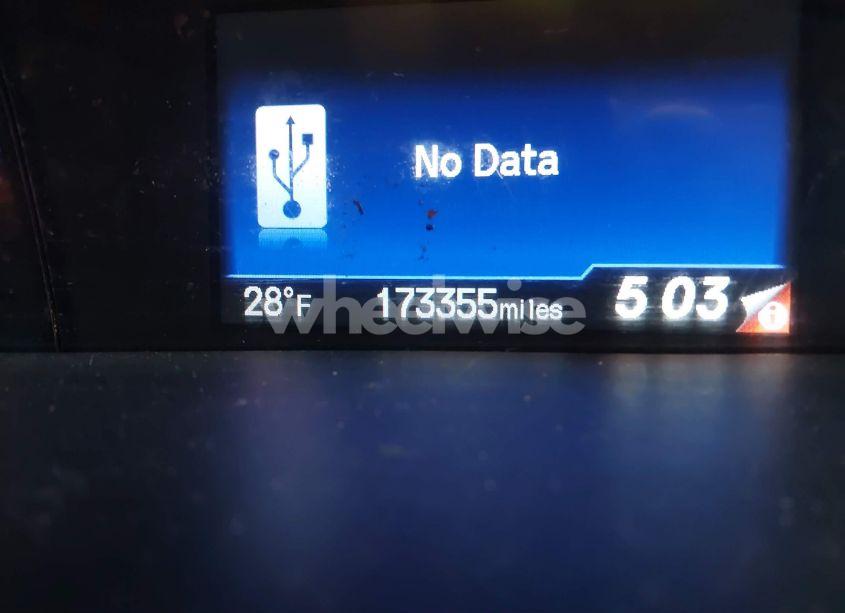 No Data
28°F 173355miles 5 03 i
wheelwise